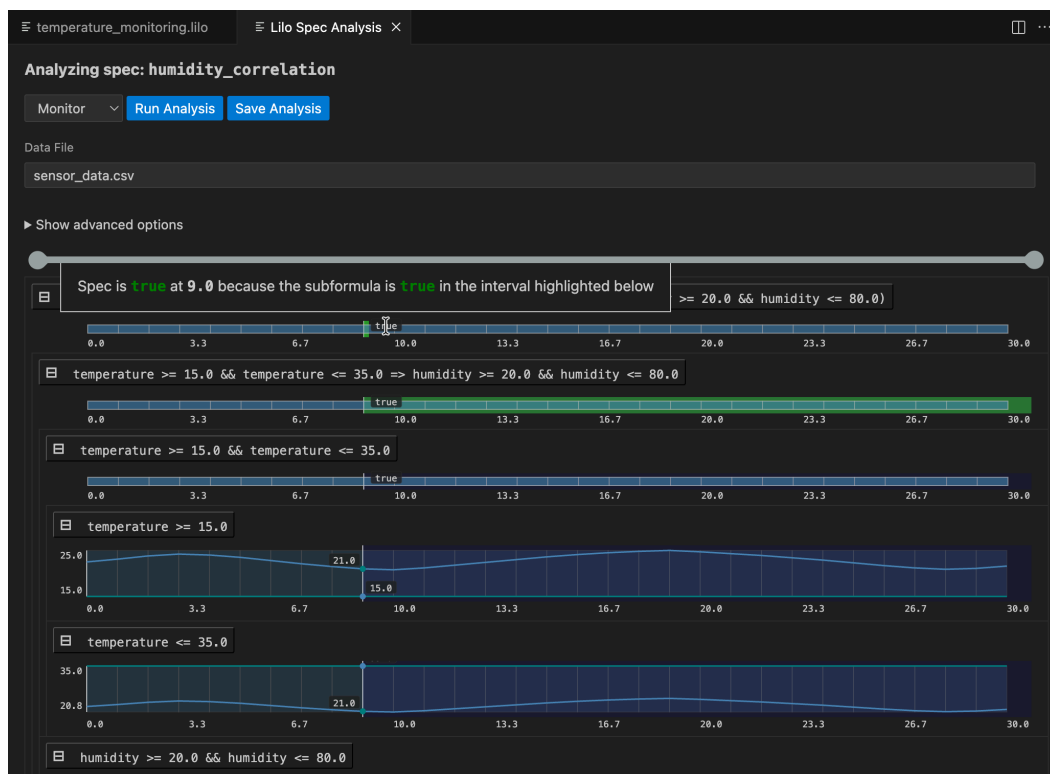 temperature_monitoring.lilo
Lilo Spec Analysis
Analyzing spec: humidity_correlation
Monitor Run Analysis Save Analysis
Data File
sensor_data.csv
Show advanced options
Spec is true at 9.0 because the subformula is true in the interval highlighted below
>= 20.0 && humidity <= 80.0)
true
0.0 3.3 6.7 10.0 13.3 16.7 20.0 23.3 26.7 30.0
temperature >= 15.0 && temperature <= 35.0 => humidity >= 20.0 && humidity <= 80.0
true
0.0 3.3 6.7 10.0 13.3 16.7 20.0 23.3 26.7 30.0
temperature >= 15.0 && temperature <= 35.0
true
0.0 3.3 6.7 10.0 13.3 16.7 20.0 23.3 26.7 30.0
temperature >= 15.0
25.0
21.0
15.0
15.0
0.0 3.3 6.7 10.0 13.3 16.7 20.0 23.3 26.7 30.0
temperature <= 35.0
35.0
21.0
20.8
0.0 3.3 6.7 10.0 13.3 16.7 20.0 23.3 26.7 30.0
humidity >= 20.0 && humidity <= 80.0